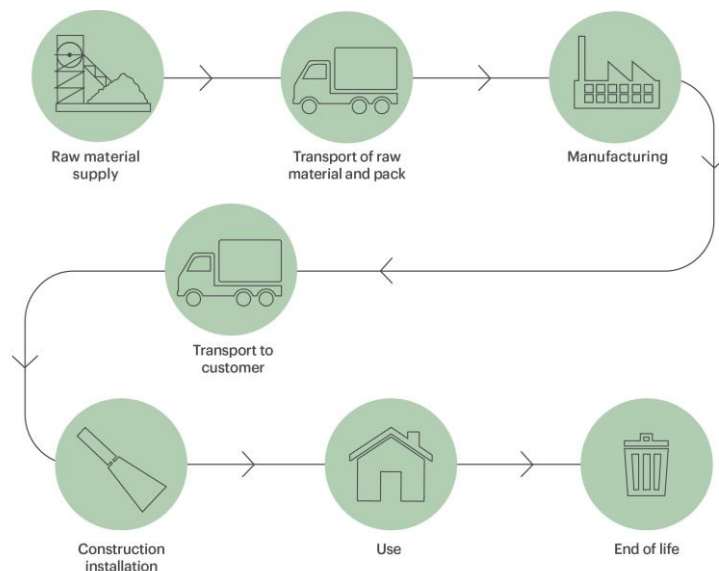 Raw material
supply
Transport of raw
material and pack
Manufacturing
Transport to
customer
Construction
installation
Use
End of life